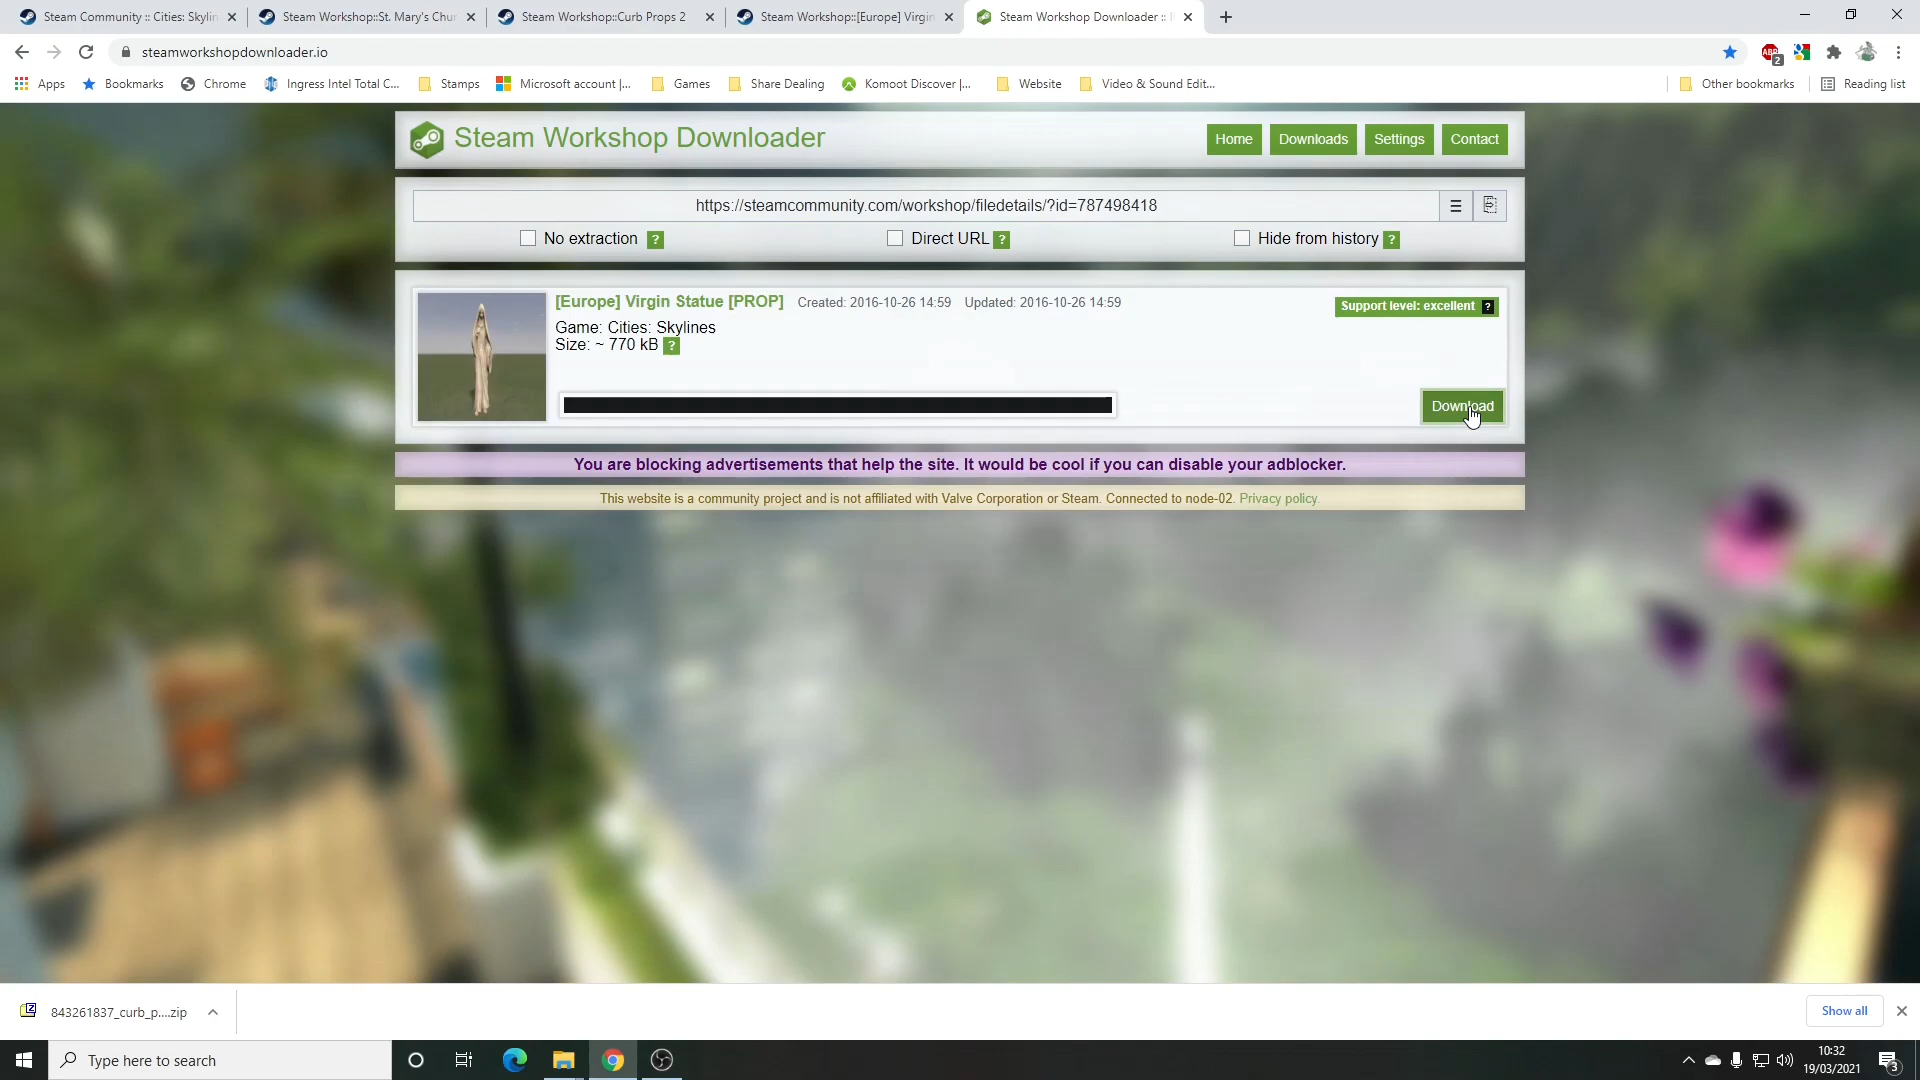 Steam Community :: Cities: Skylin
Steam Workshop::St. Mary's Chur
Steam Workshop::Curb Props 2
Steam Workshop::[Europe] Virgin
Steam Workshop Downloader ::
steamworkshopdownloader.io
ABP
2
Apps
Bookmarks
Chrome
Ingress Intel Total C...
Stamps
Microsoft account |...
Games
Share Dealing
Komoot Discover |...
Website
Video & Sound Edit...
Other bookmarks
Reading list
Steam Workshop Downloader
Home
Downloads
Settings
Contact
https://steamcommunity.com/workshop/filedetails/?id=787498418
No extraction ?
Direct URL ?
Hide from history ?
[Europe] Virgin Statue [PROP] Created: 2016-10-26 14:59 Updated: 2016-10-26 14:59
Support level: excellent ?
Game: Cities: Skylines
Size: ~ 770 kB ?
Download
You are blocking advertisements that help the site. It would be cool if you can disable your adblocker.
This website is a community project and is not affiliated with Valve Corporation or Steam. Connected to node-02. Privacy policy.
843261837_curb_p....zip
Show all
Type here to search
10:32
19/03/2021
3